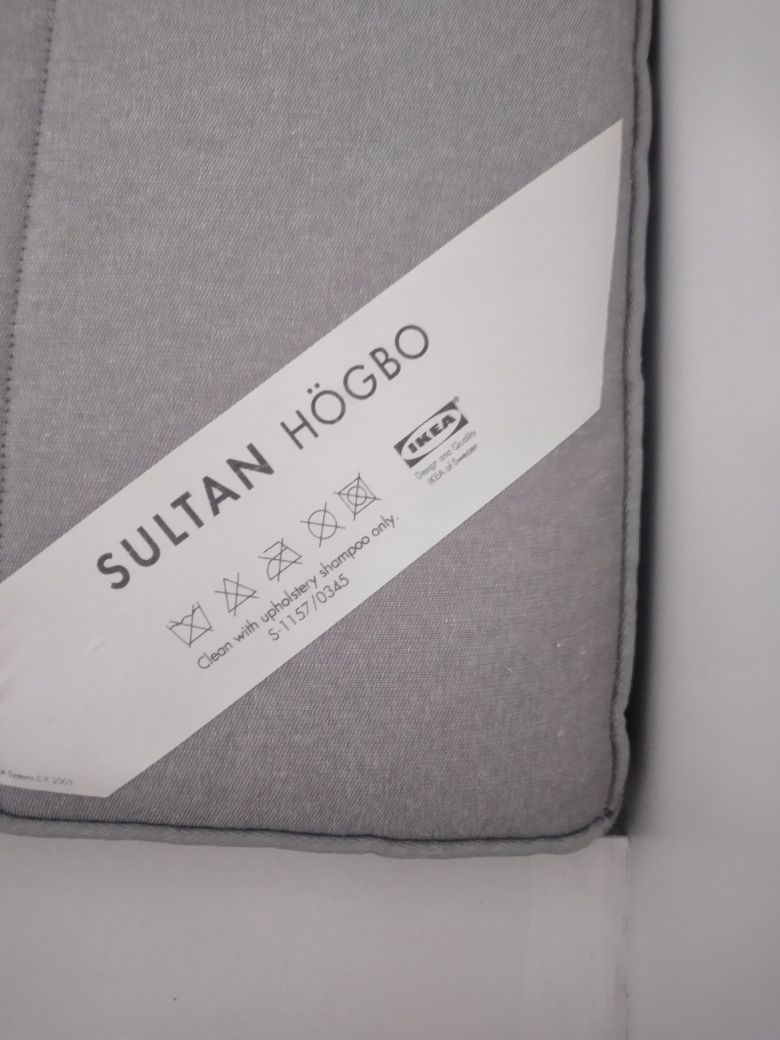 SULTAN HÖGBO
IKEA®
Design and Quality
IKEA of Sweden
Clean with upholstery shampoo only.
S-1157/0345